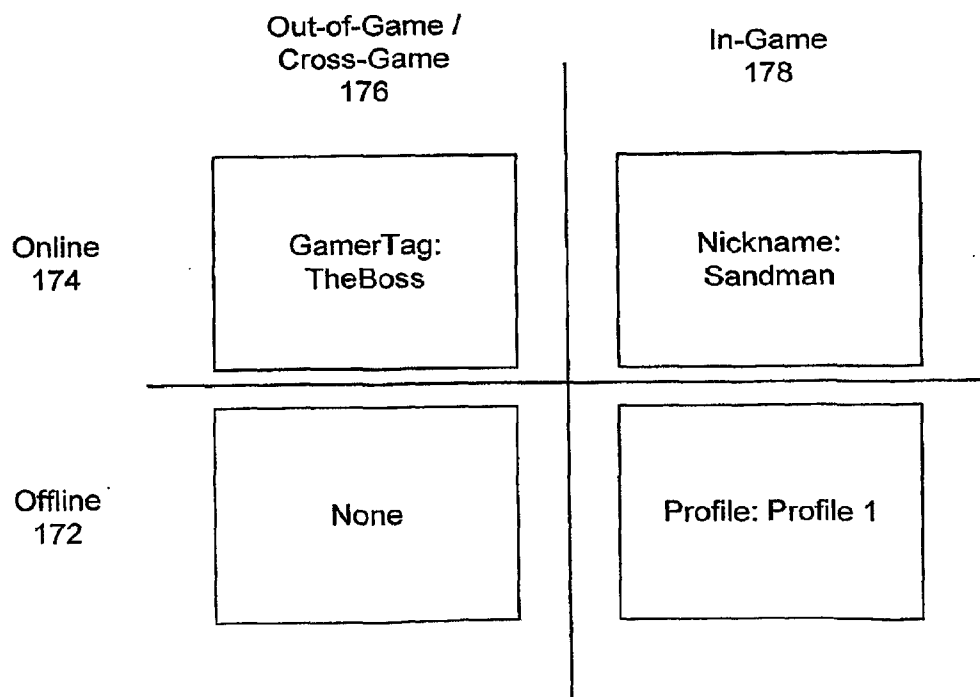 Out-of-Game /
Cross-Game
176
In-Game
178
Online
174
GamerTag:
TheBoss
Nickname:
Sandman
Offline
172
None
Profile: Profile 1